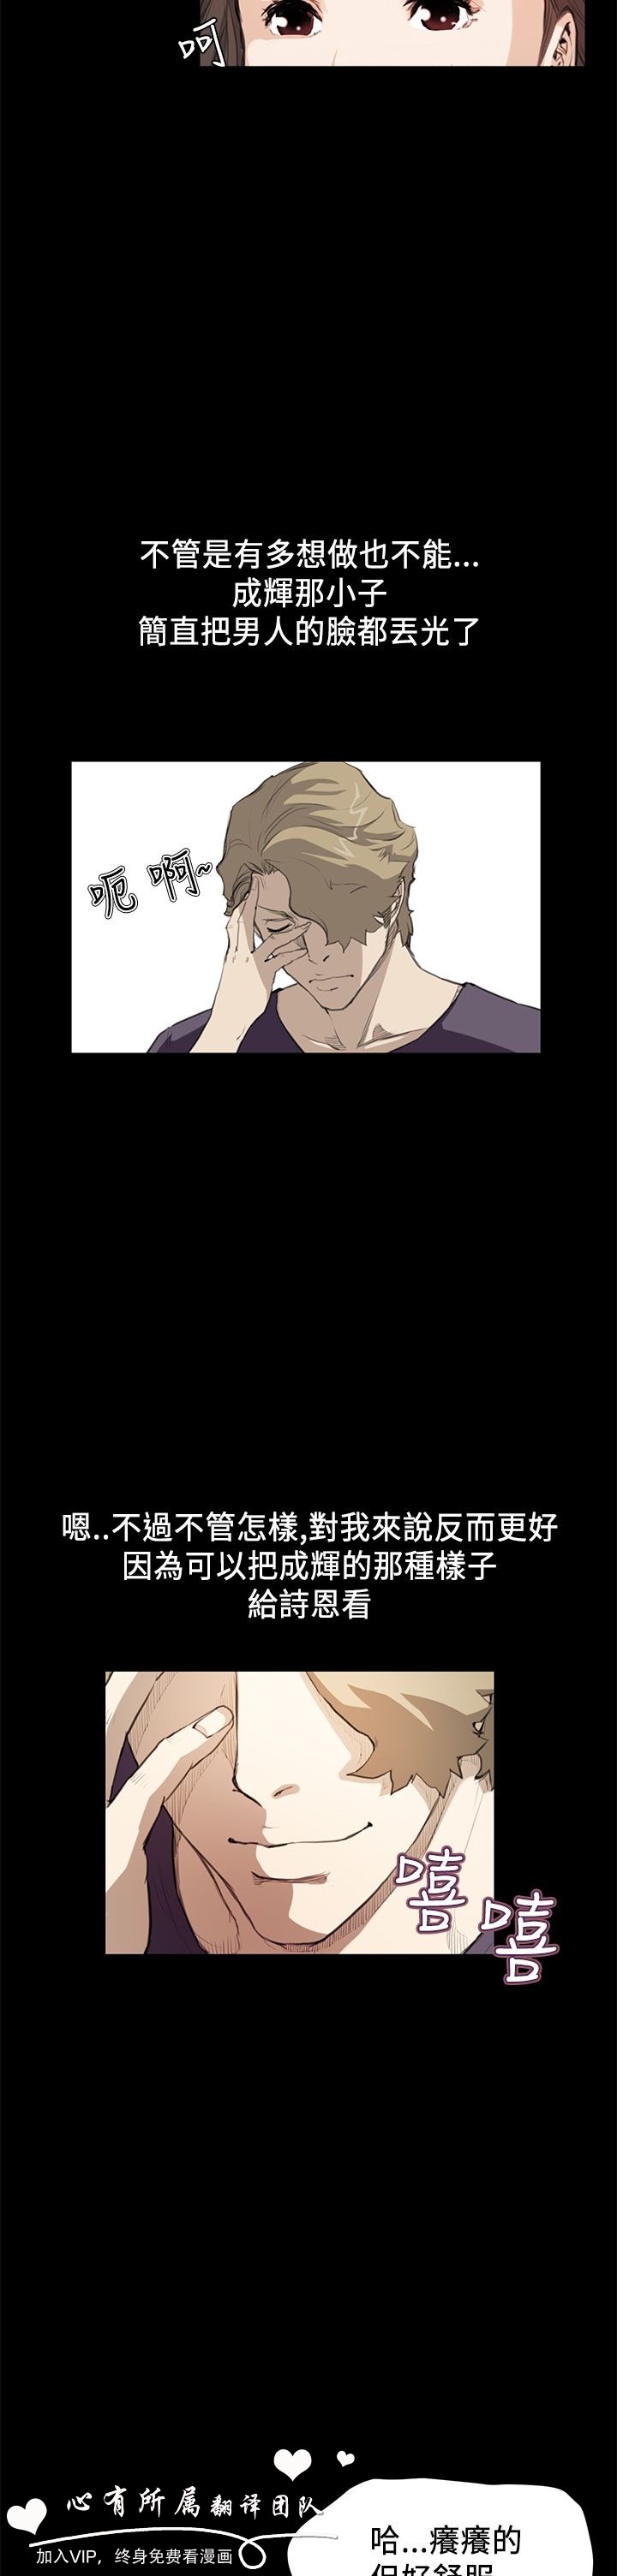 呵
不管是有多想做也不能...
成輝那小子
簡直把男人的臉都丟光了
呃 啊~
嗯..不過不管怎樣,對我來說反而更好
因為可以把成輝的那種樣子
給詩恩看
嘻
嘻
心有所属翻译团队
加入VIP，终身免费看漫画
哈...癢癢的
但好舒服